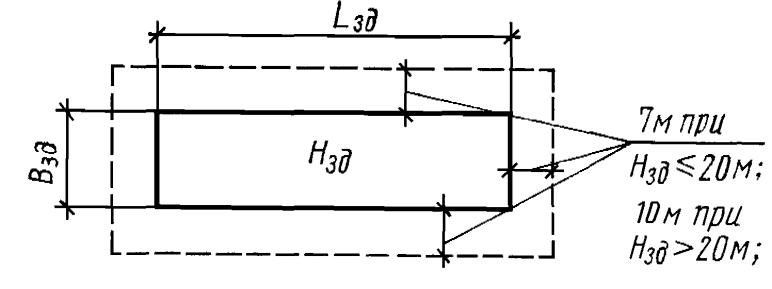 Lзд
Bзд
Hзд
7м при
Hзд≤20м;
10м при
Hзд>20м;